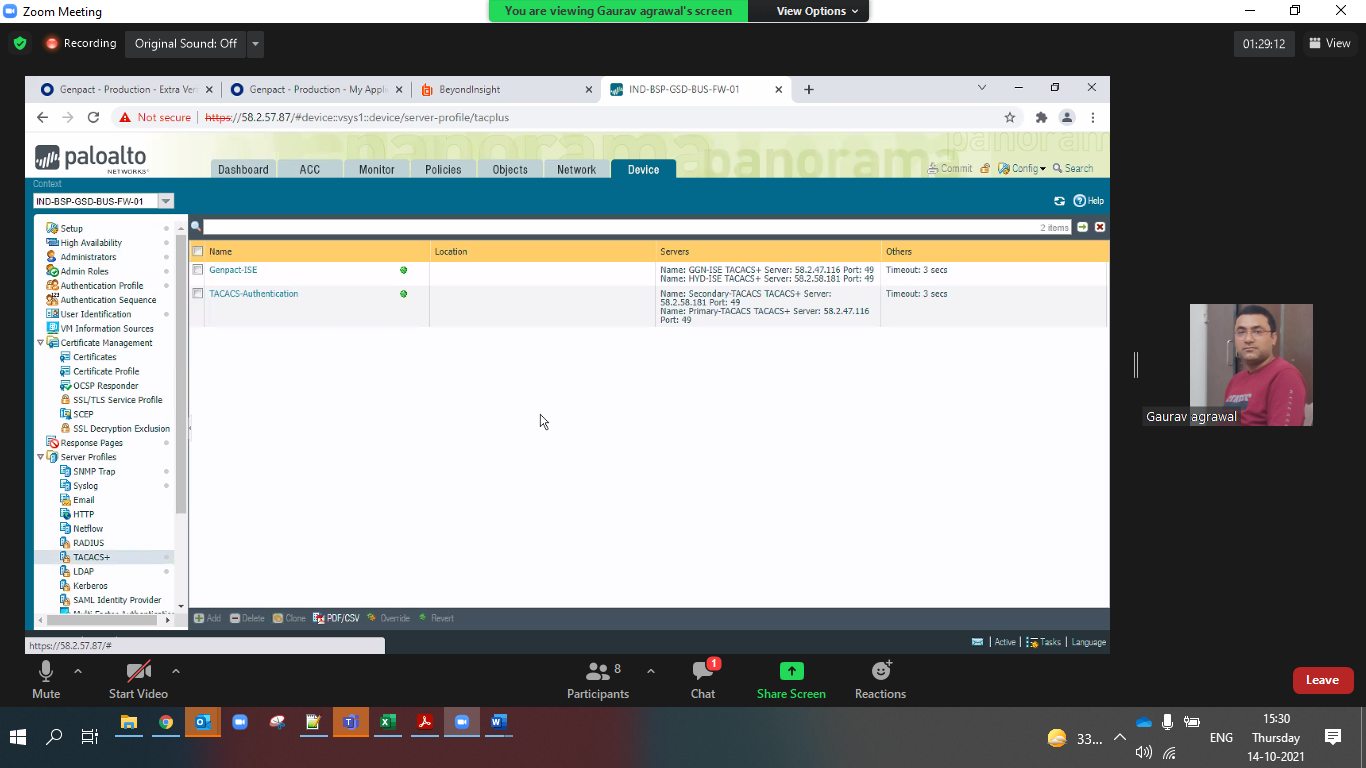 Zoom Meeting
You are viewing Gaurav agrawal's screen
View Options
Recording
Original Sound: Off
01:29:12
View
Genpact - Production - Extra Ver
Genpact - Production - My Appli
BeyondInsight
IND-BSP-GSD-BUS-FW-01
Not secure
https://58.2.57.87/#device::vsys1::device/server-profile/tacplus
paloalto
NETWORKS
panorama
Dashboard
ACC
Monitor
Policies
Objects
Network
Device
Commit
Config
Search
Context
IND-BSP-GSD-BUS-FW-01
Help
Setup
High Availability
Administrators
Admin Roles
Authentication Profile
Authentication Sequence
User Identification
VM Information Sources
Certificate Management
Certificates
Certificate Profile
OCSP Responder
SSL/TLS Service Profile
SCEP
SSL Decryption Exclusion
Response Pages
Server Profiles
SNMP Trap
Syslog
Email
HTTP
Netflow
RADIUS
TACACS+
LDAP
Kerberos
SAML Identity Provider
2 items
Name
Location
Servers
Others
Genpact-ISE
Name: GGN-ISE TACACS+ Server: 58.2.47.116 Port: 49
Name: HYD-ISE TACACS+ Server: 58.2.58.181 Port: 49
Timeout: 3 secs
TACACS-Authentication
Name: Secondary-TACACS TACACS+ Server:
58.2.58.181 Port: 49
Name: Primary-TACACS TACACS+ Server: 58.2.47.116
Port: 49
Timeout: 3 secs
Add
Delete
Clone
PDF/CSV
Override
Revert
https://58.2.57.87/#
Active
Tasks
Language
Gaurav agrawal
Mute
Start Video
Participants
8
Chat
1
Share Screen
Reactions
Leave
33...
ENG
15:30
Thursday
14-10-2021